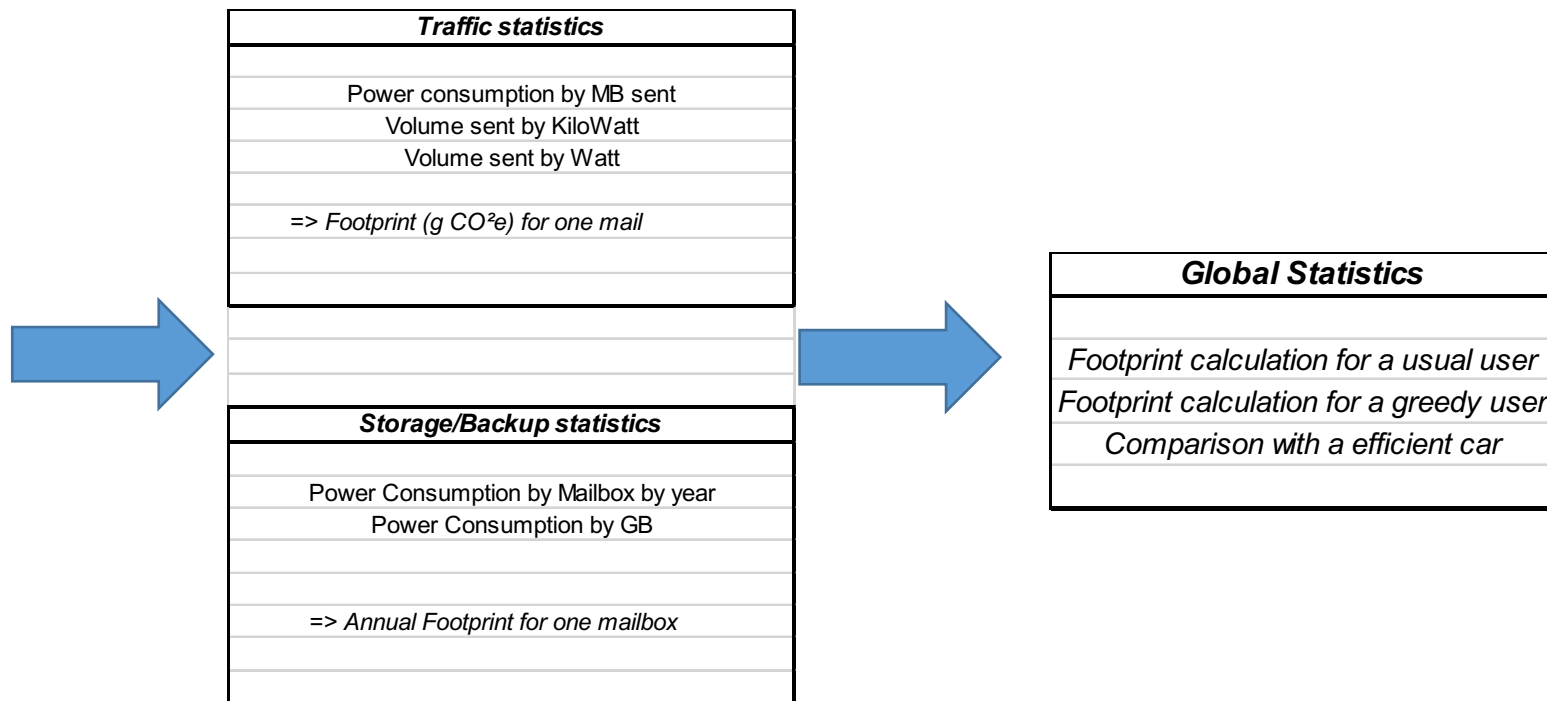 Traffic statistics
Power consumption by MB sent
Volume sent by KiloWatt
Volume sent by Watt
=> Footprint (g CO²e) for one mail
Storage/Backup statistics
Power Consumption by Mailbox by year
Power Consumption by GB
=> Annual Footprint for one mailbox
Global Statistics
Footprint calculation for a usual user
Footprint calculation for a greedy user
Comparison with a efficient car